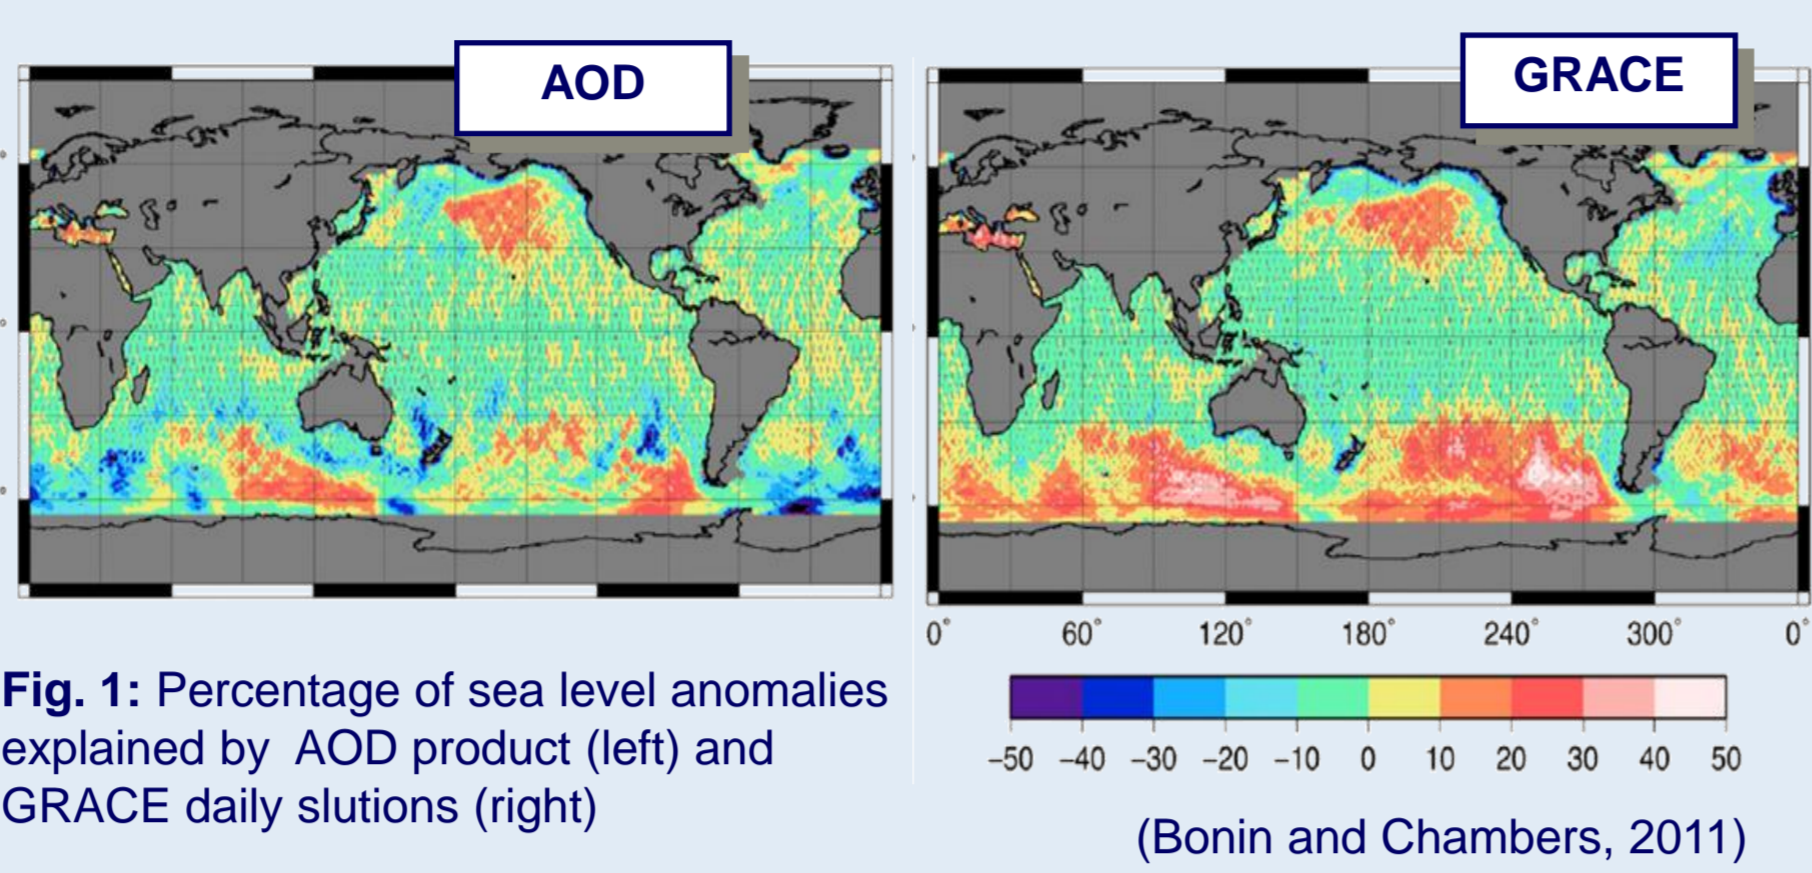 AOD
GRACE
0° 60° 120° 180° 240° 300° 0°
−50 −40 −30 −20 −10 0 10 20 30 40 50
Fig. 1: Percentage of sea level anomalies
explained by AOD product (left) and
GRACE daily slutions (right)
(Bonin and Chambers, 2011)